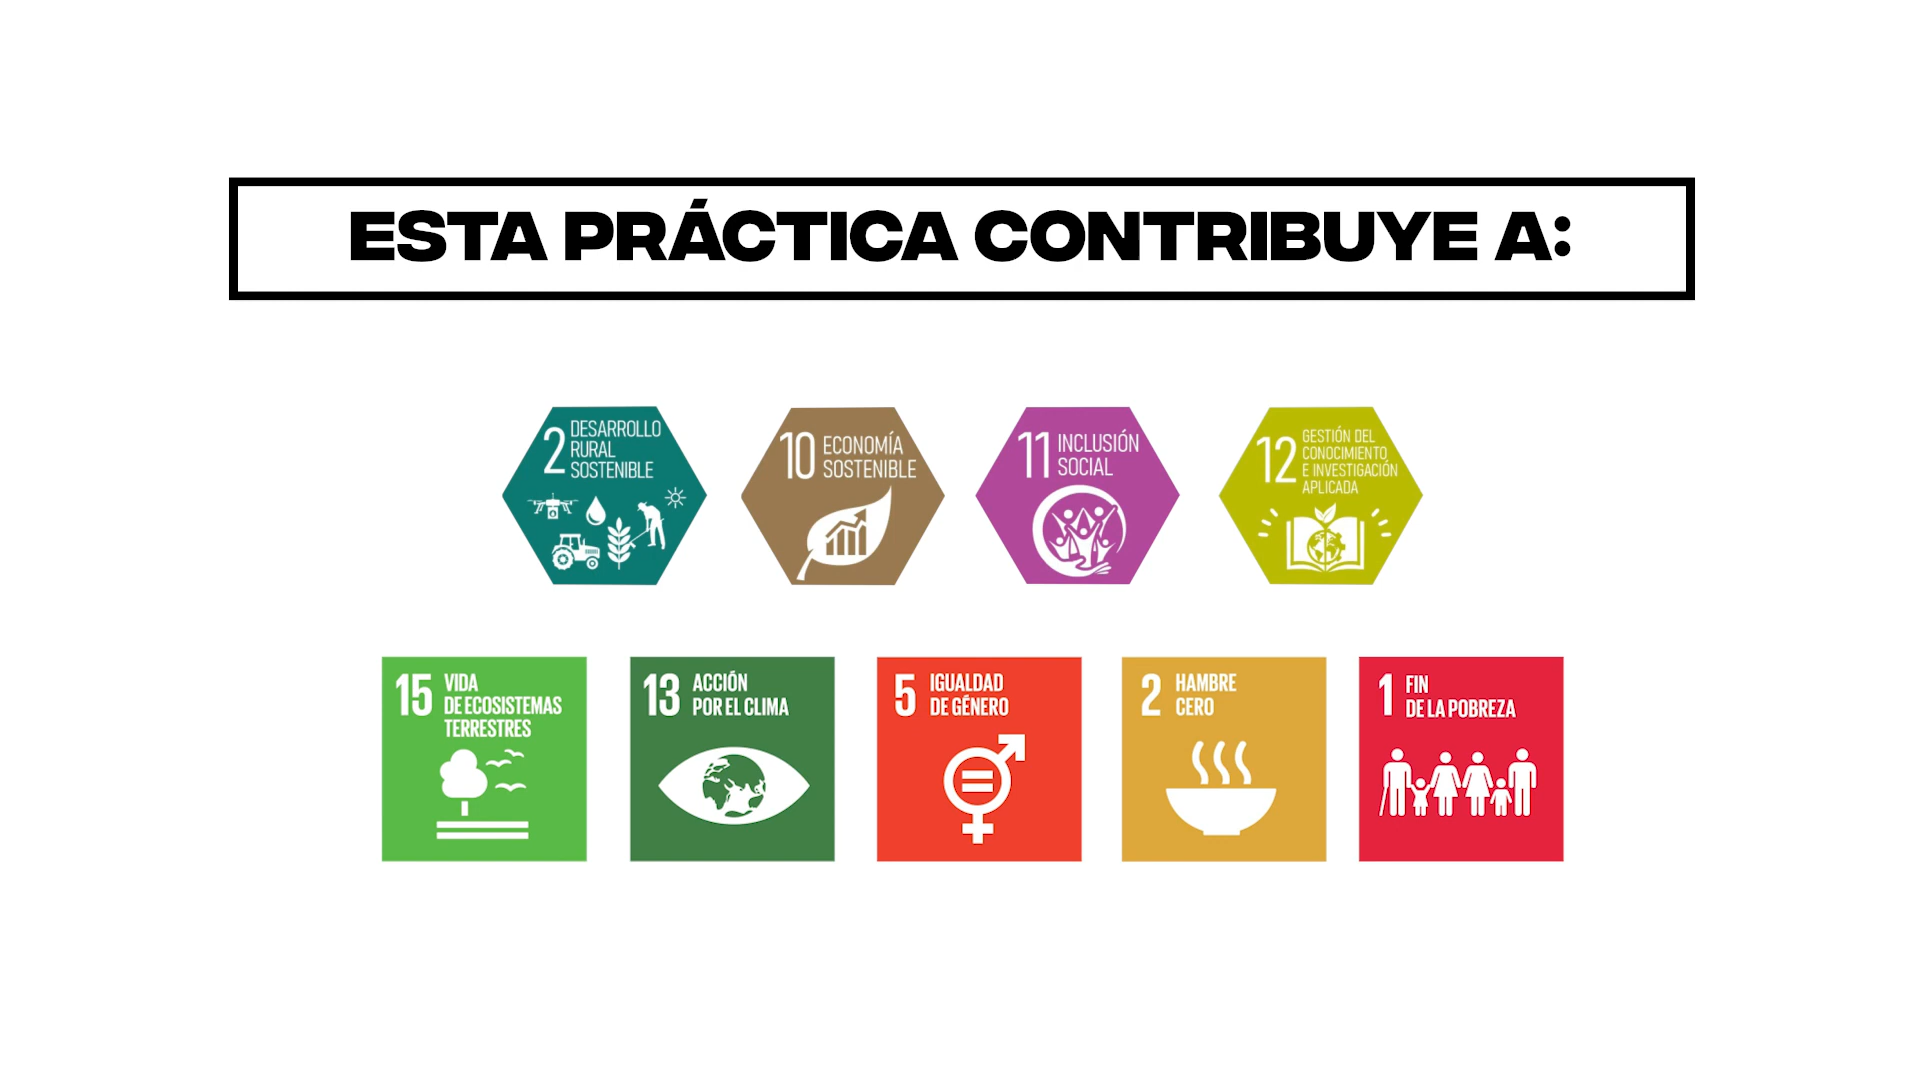 ESTA PRÁCTICA CONTRIBUYE A:
2 DESARROLLO
RURAL
SOSTENIBLE
10 ECONOMÍA
SOSTENIBLE
11 INCLUSIÓN
SOCIAL
12 GESTIÓN DEL
CONOCIMIENTO
E INVESTIGACIÓN
APLICADA
15 VIDA
DE ECOSISTEMAS
TERRESTRES
13 ACCIÓN
POR EL CLIMA
5 IGUALDAD
DE GÉNERO
2 HAMBRE
CERO
1 FIN
DE LA POBREZA